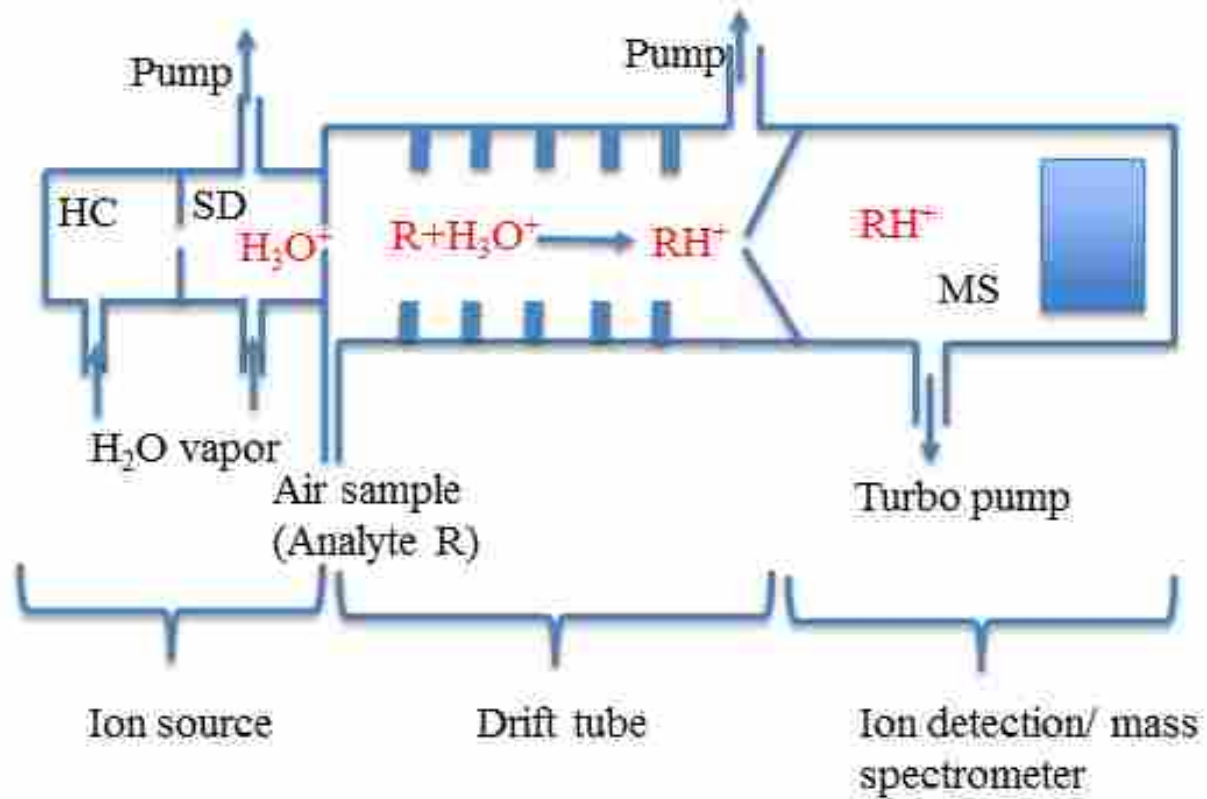 Pump
Pump
HC
SD
H₃O⁺
R+H₃O⁺
RH⁺
RH⁺
MS
H₂O vapor
Air sample
(Analyte R)
Turbo pump
Ion source
Drift tube
Ion detection/ mass
spectrometer